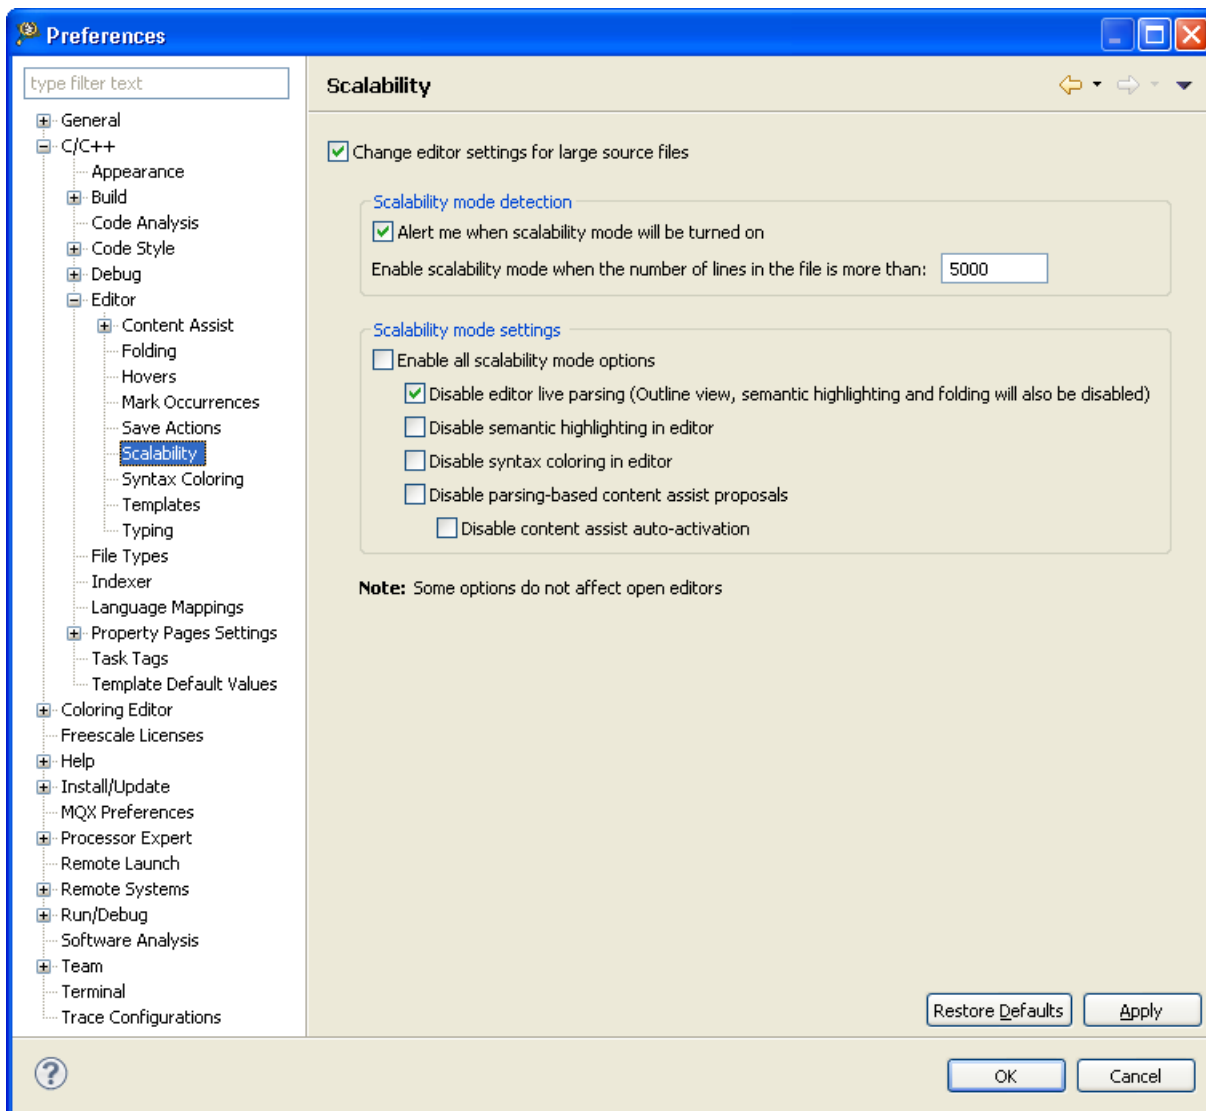 Preferences
type filter text
General
C/C++
Appearance
Build
Code Analysis
Code Style
Debug
Editor
Content Assist
Folding
Hovers
Mark Occurrences
Save Actions
Scalability
Syntax Coloring
Templates
Typing
File Types
Indexer
Language Mappings
Property Pages Settings
Task Tags
Template Default Values
Coloring Editor
Freescale Licenses
Help
Install/Update
MQX Preferences
Processor Expert
Remote Launch
Remote Systems
Run/Debug
Software Analysis
Team
Terminal
Trace Configurations
Scalability
Change editor settings for large source files
Scalability mode detection
Alert me when scalability mode will be turned on
Enable scalability mode when the number of lines in the file is more than: 5000
Scalability mode settings
Enable all scalability mode options
Disable editor live parsing (Outline view, semantic highlighting and folding will also be disabled)
Disable semantic highlighting in editor
Disable syntax coloring in editor
Disable parsing-based content assist proposals
Disable content assist auto-activation
Note: Some options do not affect open editors
Restore Defaults Apply
OK Cancel